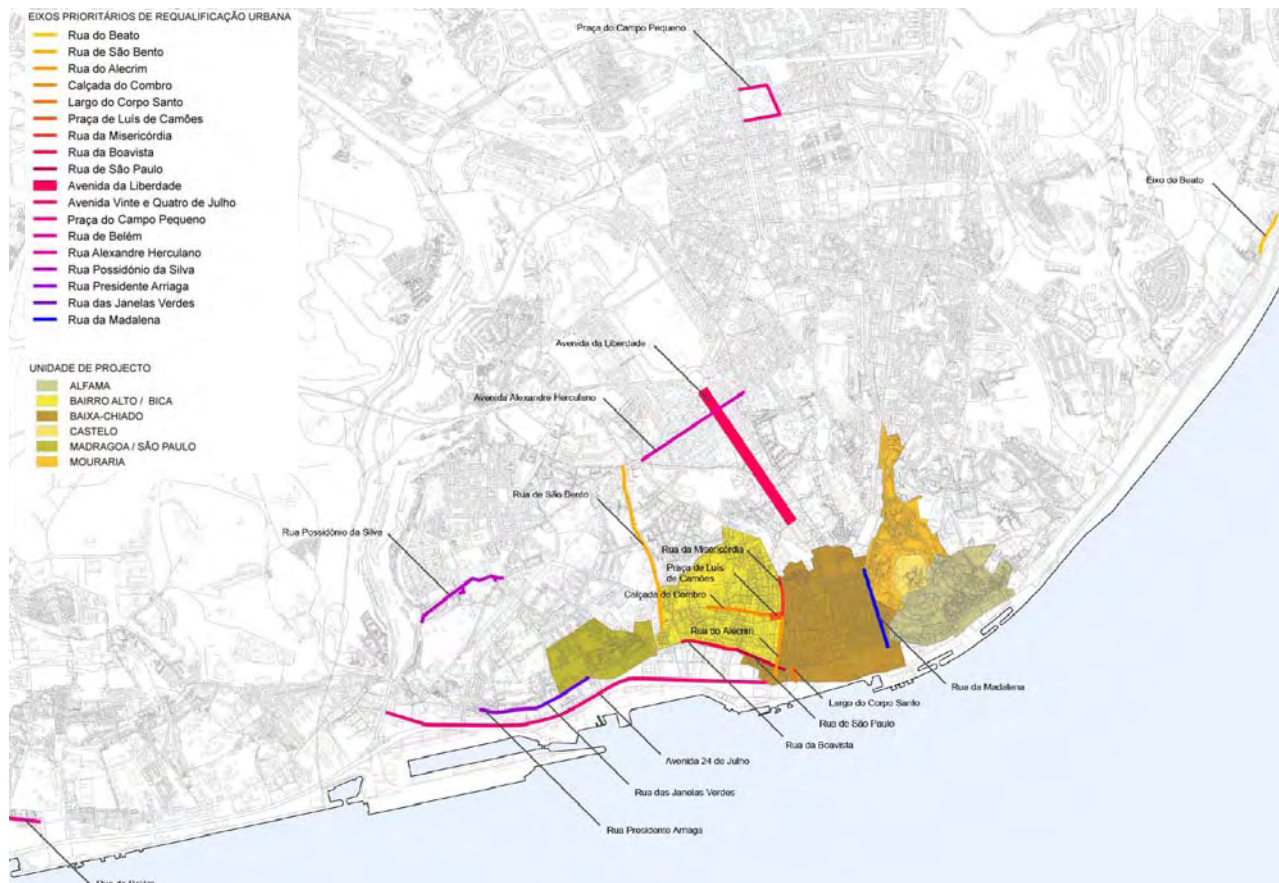 EIXOS PRIORITÁRIOS DE REQUALIFICAÇÃO URBANA
Rua do Beato
Rua de São Bento
Rua do Alecrim
Calçada do Combro
Largo do Corpo Santo
Praça de Luís de Camões
Rua da Misericórdia
Rua da Boavista
Rua de São Paulo
Avenida da Liberdade
Avenida Vinte e Quatro de Julho
Praça do Campo Pequeno
Rua de Belém
Rua Alexandre Herculano
Rua Possidónio da Silva
Rua Presidente Arriaga
Rua das Janelas Verdes
Rua da Madalena
UNIDADE DE PROJECTO
ALFAMA
BAIRRO ALTO / BICA
BAIXA-CHIADO
CASTELO
MADRAGOA / SÃO PAULO
MOURARIA
Praça do Campo Pequeno
Eixo do Beato
Avenida da Liberdade
Avenida Alexandre Herculano
Rua de São Bento
Rua Possidónio da Silva
Rua da Misericórdia
Praça de Luís
de Camões
Calçada do Combro
Rua do Alecrim
Rua da Madalena
Largo do Corpo Santo
Rua de São Paulo
Rua da Boavista
Avenida 24 de Julho
Rua das Janelas Verdes
Rua Presidente Arriaga
Rua de Belém